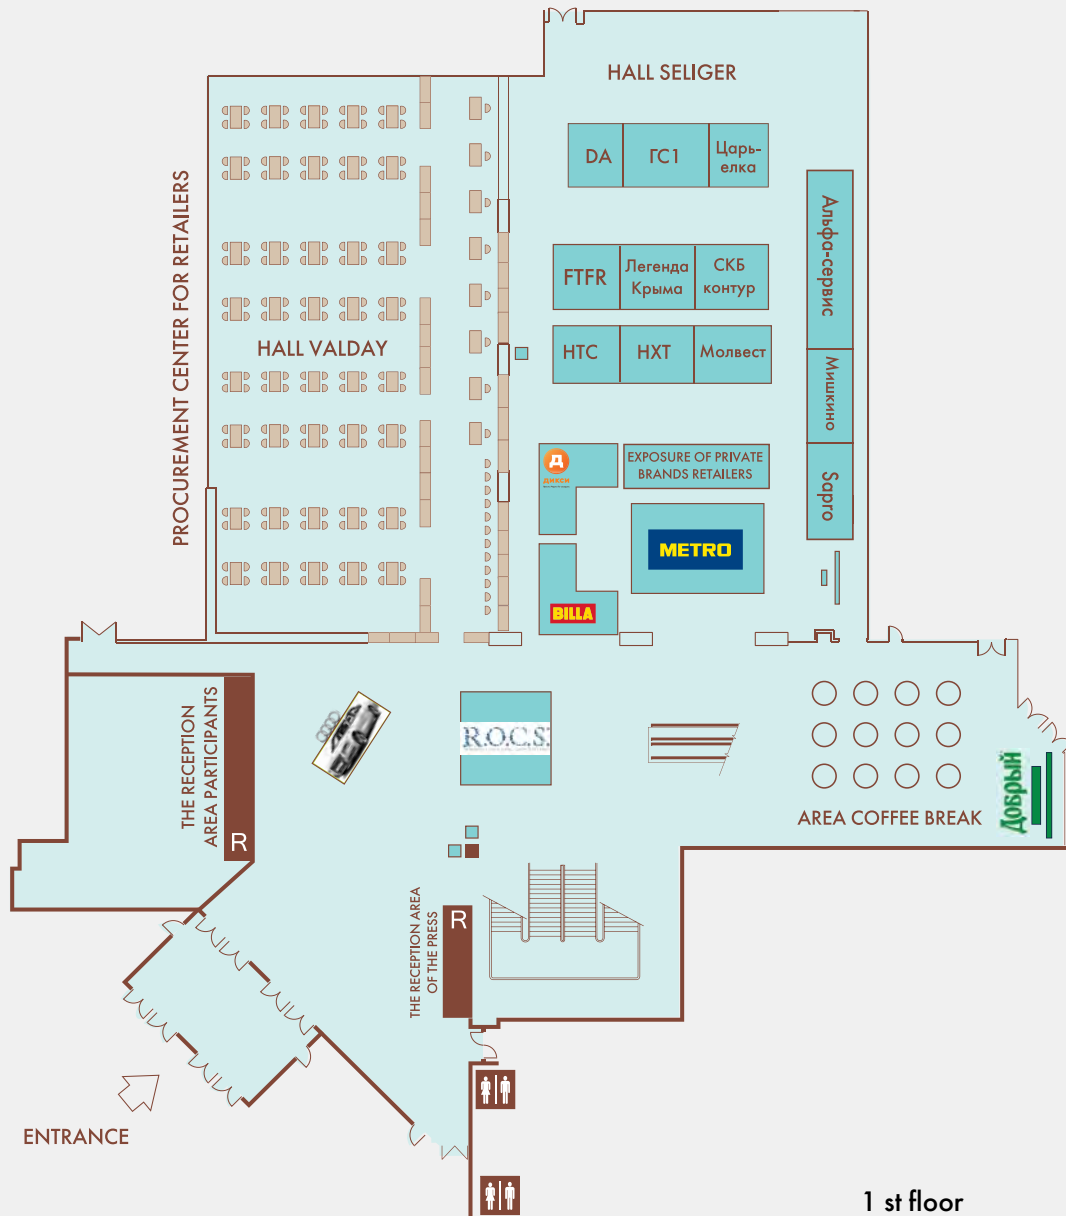 HALL SELIGER
DA
ГС1
Царь-
елка
PROCUREMENT CENTER FOR RETAILERS
Альфа-сервис
FTFR
Легенда
Крыма
СКБ
контур
HALL VALDAY
НТС
НХТ
Молвест
Мишкино
Д
дикси
EXPOSURE OF PRIVATE
BRANDS RETAILERS
Sapro
METRO
BILLA
THE RECEPTION
AREA PARTICIPANTS
R
R.O.C.S.
AREA COFFEE BREAK
Добрый
THE RECEPTION AREA
OF THE PRESS
R
ENTRANCE
1 st floor